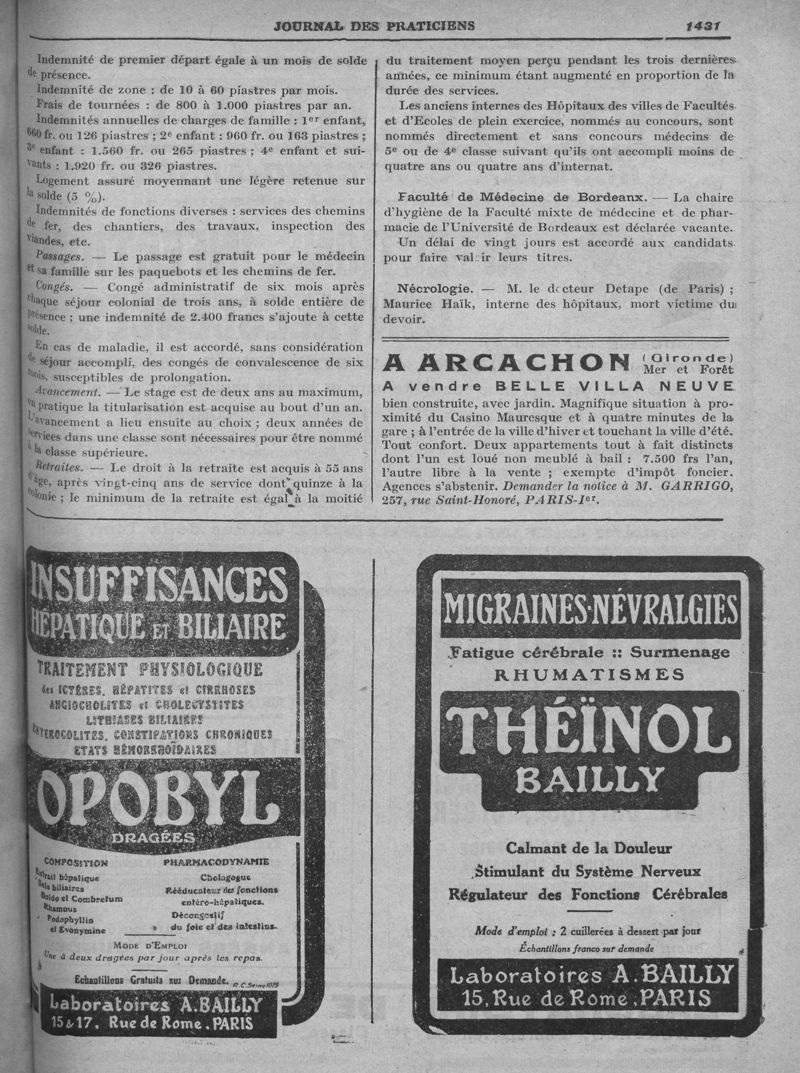 JOURNAL DES PRATICIENS 1431
Indemnité de premier départ égale à un mois de solde
de présence.
Indemnité de zone : de 10 à 60 piastres par mois.
Frais de tournées : de 800 à 1.000 piastres par an.
Indemnités annuelles de charges de famille : 1er enfant,
660 fr. ou 126 piastres ; 2e enfant : 960 fr. ou 163 piastres ;
3e enfant : 1.560 fr. ou 265 piastres ; 4e enfant et sui-
vants : 1.920 fr. ou 326 piastres.
Logement assuré moyennant une légère retenue sur
la solde (5 %).
Indemnités de fonctions diverses : services des chemins
de fer, des chantiers, des travaux, inspection des
viandes, etc.
Passages. — Le passage est gratuit pour le médecin
et sa famille sur les paquebots et les chemins de fer.
Congés. — Congé administratif de six mois après
chaque séjour colonial de trois ans, à solde entière de
présence ; une indemnité de 2.400 francs s'ajoute à cette
solde.
En cas de maladie, il est accordé, sans considération
de séjour accompli, des congés de convalescence de six
mois, susceptibles de prolongation.
Avancement. — Le stage est de deux ans au maximum,
en pratique la titularisation est acquise au bout d'un an.
L'avancement a lieu ensuite au choix ; deux années de
services dans une classe sont nécessaires pour être nommé
à la classe supérieure.
Retraites. — Le droit à la retraite est acquis à 55 ans
d'âge, après vingt-cinq ans de service dont quinze à la
colonie ; le minimum de la retraite est égal à la moitié
du traitement moyen perçu pendant les trois dernières
années, ce minimum étant augmenté en proportion de la
durée des services.
Les anciens internes des Hôpitaux des villes de Facultés
et d'Ecoles de plein exercice, nommés au concours, sont
nommés directement et sans concours médecins de
5e ou de 4e classe suivant qu'ils ont accompli moins de
quatre ans ou quatre ans d'internat.
Faculté de Médecine de Bordeaux. — La chaire
d'hygiène de la Faculté mixte de médecine et de phar-
macie de l'Université de Bordeaux est déclarée vacante.
Un délai de vingt jours est accordé aux candidats
pour faire valoir leurs titres.
Nécrologie. — M. le docteur Detape (de Paris) ;
Maurice Haïk, interne des hôpitaux, mort victime du
devoir.
A ARCACHON (Gironde)
Mer et Forêt
A vendre BELLE VILLA NEUVE
bien construite, avec jardin. Magnifique situation à pro-
ximité du Casino Mauresque et à quatre minutes de la
gare ; à l'entrée de la ville d'hiver et touchant la ville d'été.
Tout confort. Deux appartements tout à fait distincts
dont l'un est loué non meublé à bail : 7.500 frs l'an,
l'autre libre à la vente ; exempte d'impôt foncier.
Agences s'abstenir. Demander la notice à M. GARRIGO,
257, rue Saint-Honoré, PARIS-Ier.
INSUFFISANCES
HÉPATIQUE ET BILIAIRE
TRAITEMENT PHYSIOLOGIQUE
des ICTÈRES, HÉPATITES et CIRRHOSES
ANGIOCHOLITES et CHOLECYSTITES
LITHIASES BILIAIRES
ENTEROCOLITES, CONSTIPATIONS CHRONIQUES
ETATS HÉMORRHOÏDAIRES
OPOBYL
DRAGÉES
COMPOSITION
Extrait hépatique
Sels biliaires
Boldo et Combretum
Rhamnus
Podophyllin
et Evonymine
PHARMACODYNAMIE
Cholagogue
Rééducateur des fonctions
entéro-hépatiques.
Décongestif
du foie et des intestins.
MODE D'EMPLOI
Une à deux dragées par jour après les repas.
Echantillons Gratuits sur Demande. R.C. Seine 1079
Laboratoires A.BAILLY
15 & 17, Rue de Rome, PARIS
MIGRAINES-NÉVRALGIES
Fatigue cérébrale :: Surmenage
RHUMATISMES
THÉÏNOL
BAILLY
Calmant de la Douleur
Stimulant du Système Nerveux
Régulateur des Fonctions Cérébrales
Mode d'emploi : 2 cuillerées à dessert par jour
Échantillons franco sur demande
Laboratoires A.BAILLY
15, Rue de Rome, PARIS